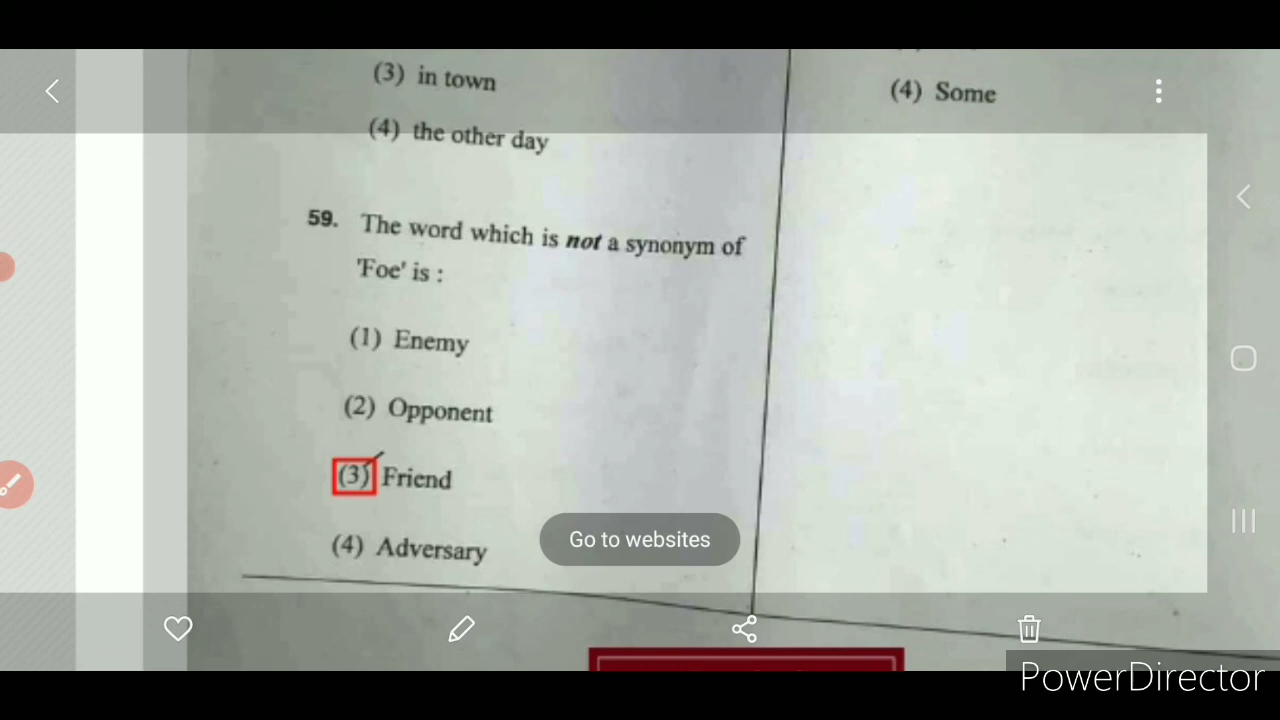 (3) in town
(4) the other day
59. The word which is not a synonym of
'Foe' is :
(1) Enemy
(2) Opponent
(3) Friend
(4) Adversary
(4) Some
Go to websites
PowerDirector